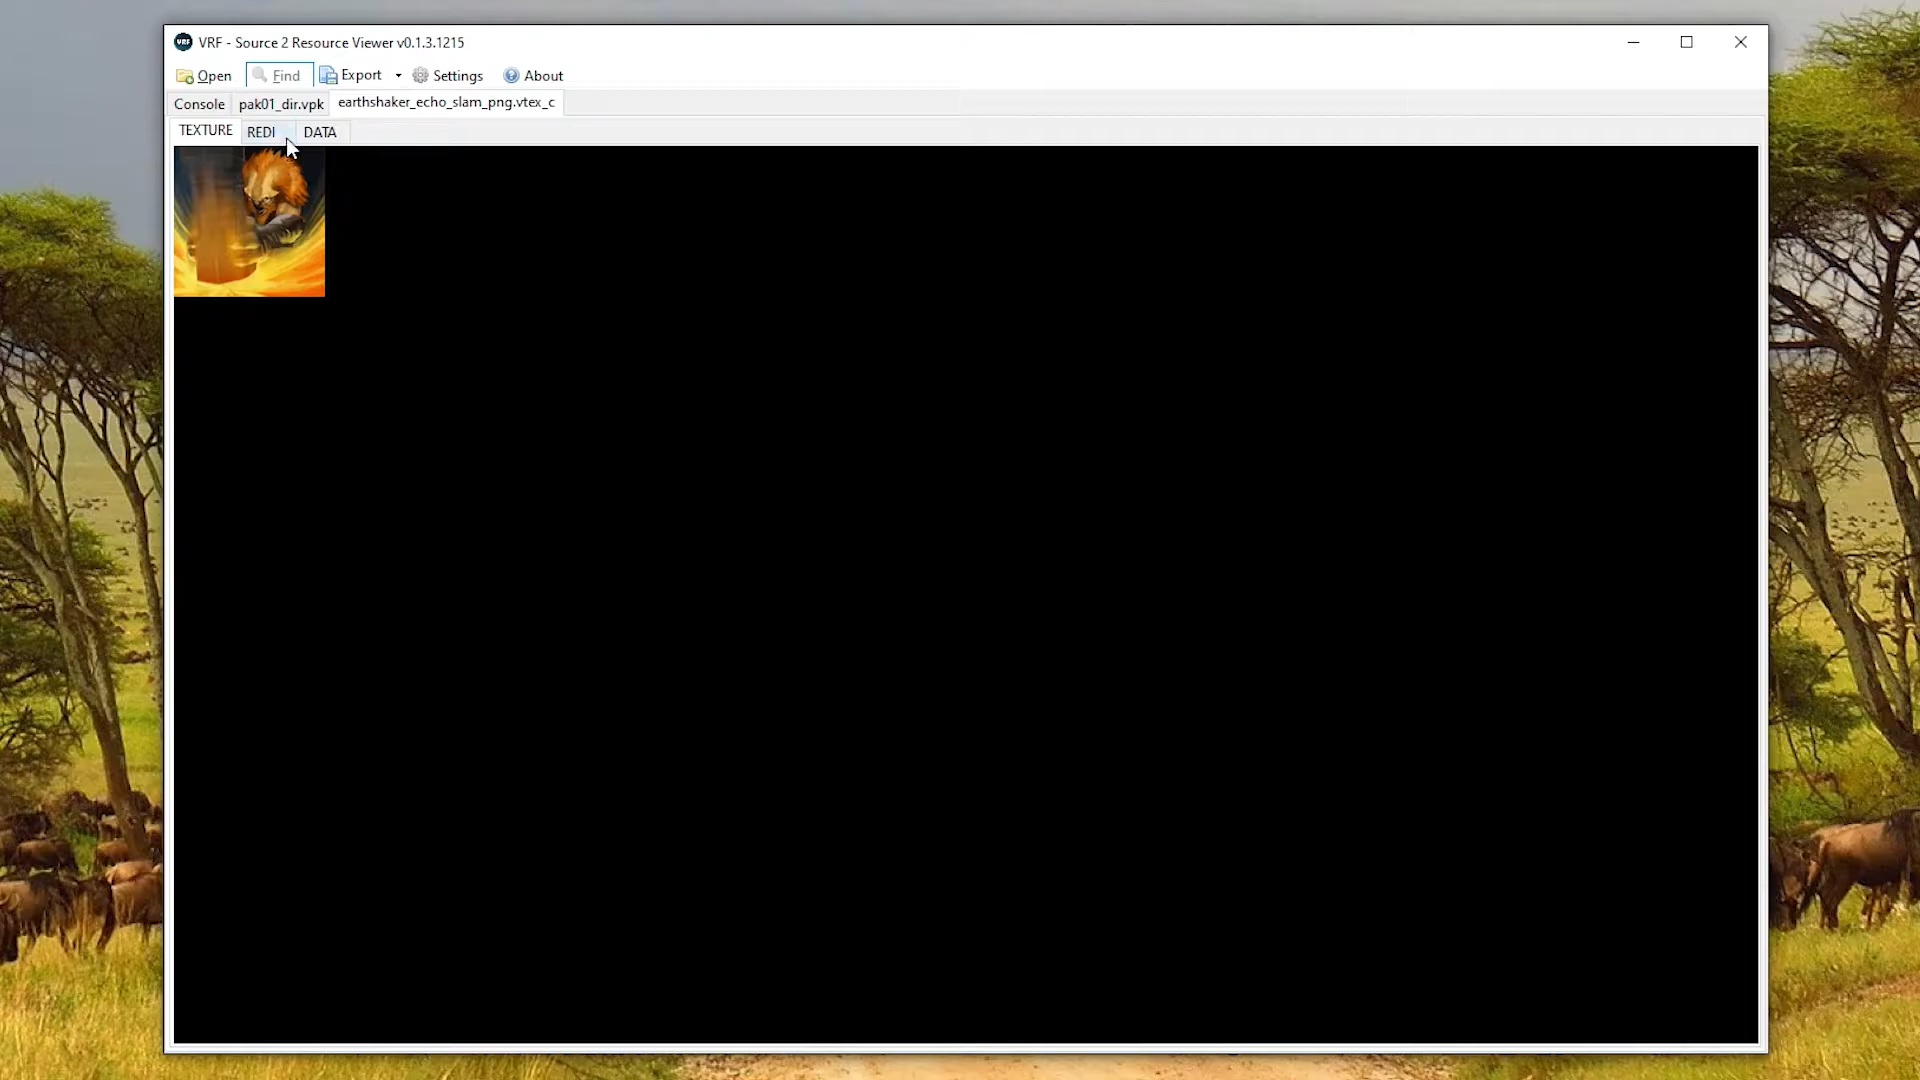 VRF
VRF - Source 2 Resource Viewer v0.1.3.1215
Open Find Export Settings About
Console pak01_dir.vpk earthshaker_echo_slam_png.vtex_c
TEXTURE REDI DATA